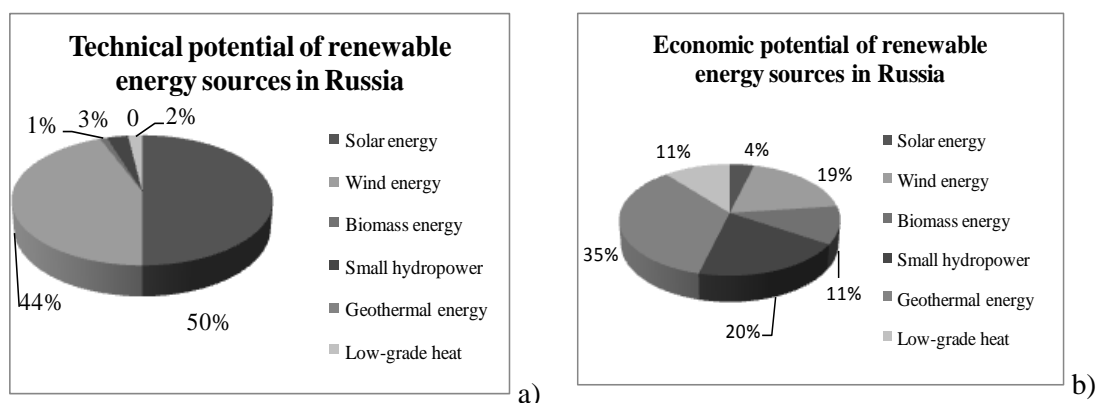 Technical potential of renewable
energy sources in Russia
1%
3%
0
2%
44%
50%
Solar energy
Wind energy
Biomass energy
Small hydropower
Geothermal energy
Low-grade heat
a)
Economic potential of renewable
energy sources in Russia
11%
4%
19%
35%
11%
20%
Solar energy
Wind energy
Biomass energy
Small hydropower
Geothermal energy
Low-grade heat
b)